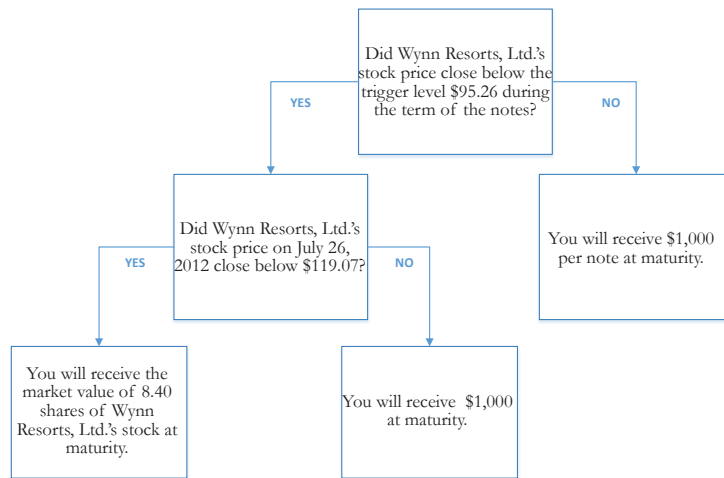 Did Wynn Resorts, Ltd.'s
stock price close below the
trigger level $95.26 during
the term of the notes?
YES
NO
Did Wynn Resorts, Ltd.'s
stock price on July 26,
2012 close below $119.07?
You will receive $1,000
per note at maturity.
YES
NO
You will receive the
market value of 8.40
shares of Wynn
Resorts, Ltd.'s stock at
maturity.
You will receive $1,000
at maturity.